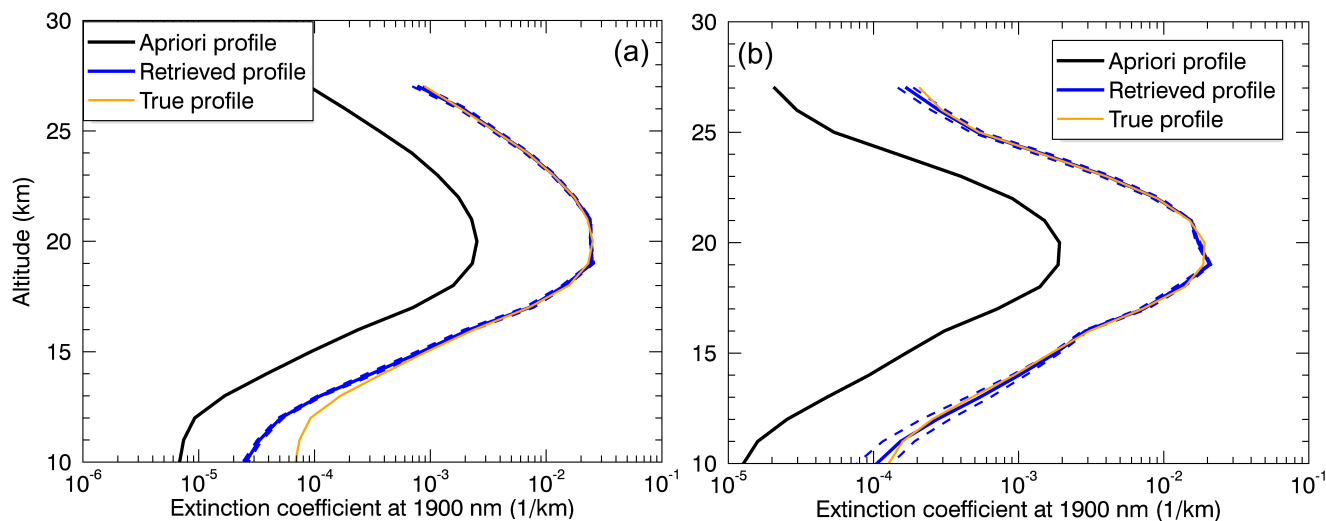 30
25
20
15
10
Altitude (km)
Apriori profile
Retrieved profile
True profile
(a)
10-6
10-5
10-4
10-3
10-2
10-1
Extinction coefficient at 1900 nm (1/km)
30
25
20
15
10
(b)
Apriori profile
Retrieved profile
True profile
10-5
10-4
10-3
10-2
10-1
Extinction coefficient at 1900 nm (1/km)